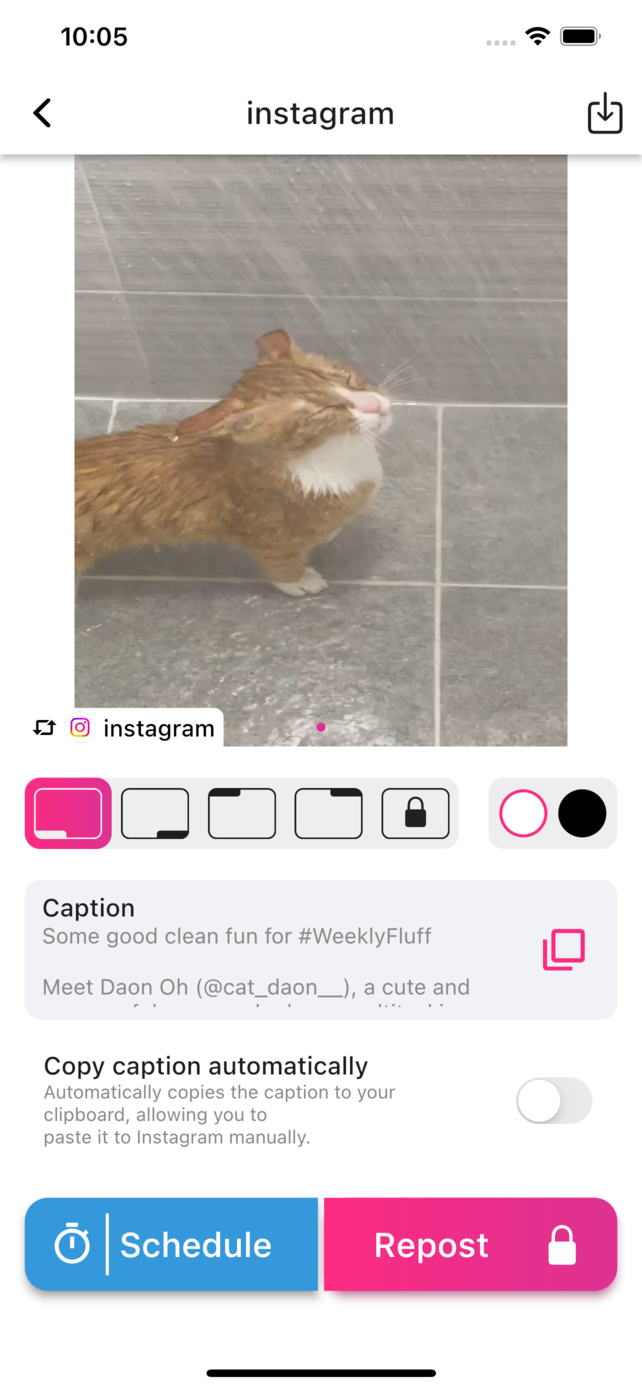 10:05
instagram
instagram
Caption
Some good clean fun for #WeeklyFluff
Meet Daon Oh (@cat_daon__), a cute and
Copy caption automatically
Automatically copies the caption to your
clipboard, allowing you to
paste it to Instagram manually.
Schedule
Repost